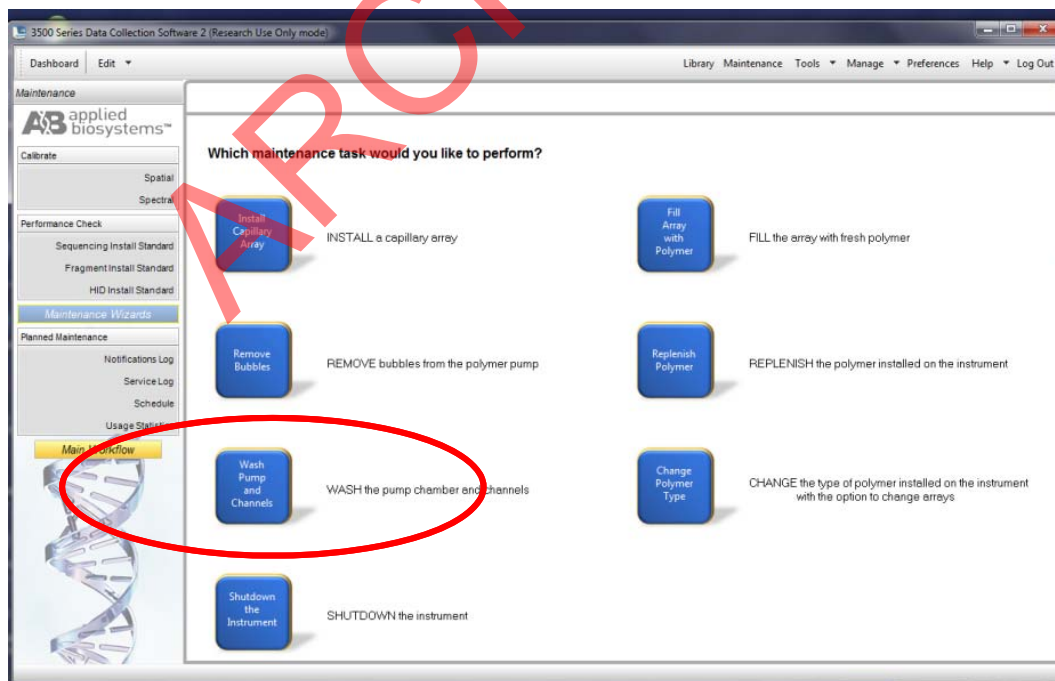 3500 Series Data Collection Software 2 (Research Use Only mode)
Dashboard Edit
Library Maintenance Tools Manage Preferences Help Log Out
Maintenance
AB applied
biosystems™
Calibrate
Spatial
Spectral
Performance Check
Sequencing Install Standard
Fragment Install Standard
HID Install Standard
Maintenance Wizards
Planned Maintenance
Notifications Log
Service Log
Schedule
Usage Statistics
Main Workflow
Which maintenance task would you like to perform?
Install
Capillary
Array
INSTALL a capillary array
Fill
Array
with
Polymer
FILL the array with fresh polymer
Remove
Bubbles
REMOVE bubbles from the polymer pump
Replenish
Polymer
REPLENISH the polymer installed on the instrument
Wash
Pump
and
Channels
WASH the pump chamber and channels
Change
Polymer
Type
CHANGE the type of polymer installed on the instrument
with the option to change arrays
Shutdown
the
Instrument
SHUTDOWN the instrument